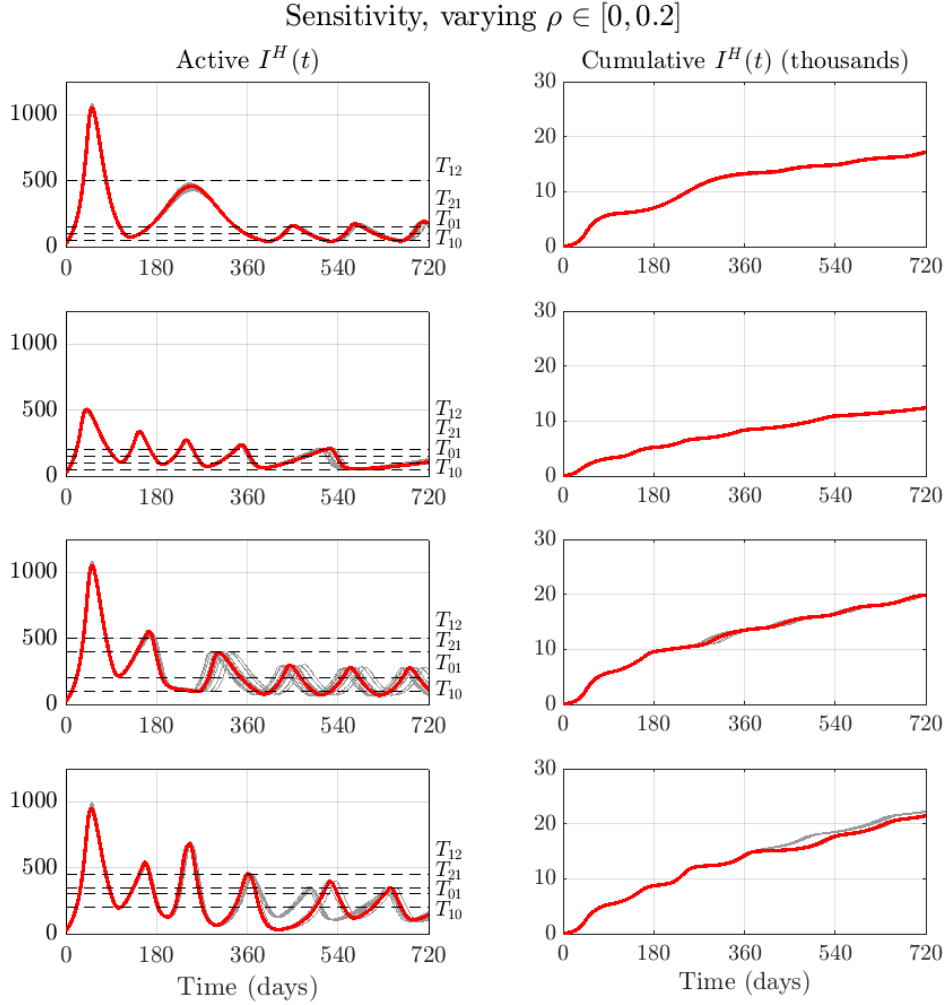 Sensitivity, varying ρ ∈ [0, 0.2]
Active I^H(t)
Cumulative I^H(t) (thousands)
1000
500
0
0 180 360 540 720
T_12
T_21
T_01
T_10
30
20
10
0
0 180 360 540 720
1000
500
0
0 180 360 540 720
T_12
T_21
T_01
T_10
30
20
10
0
0 180 360 540 720
1000
500
0
0 180 360 540 720
T_12
T_21
T_01
T_10
30
20
10
0
0 180 360 540 720
1000
500
0
0 180 360 540 720
T_12
T_21
T_01
T_10
Time (days)
30
20
10
0
0 180 360 540 720
Time (days)